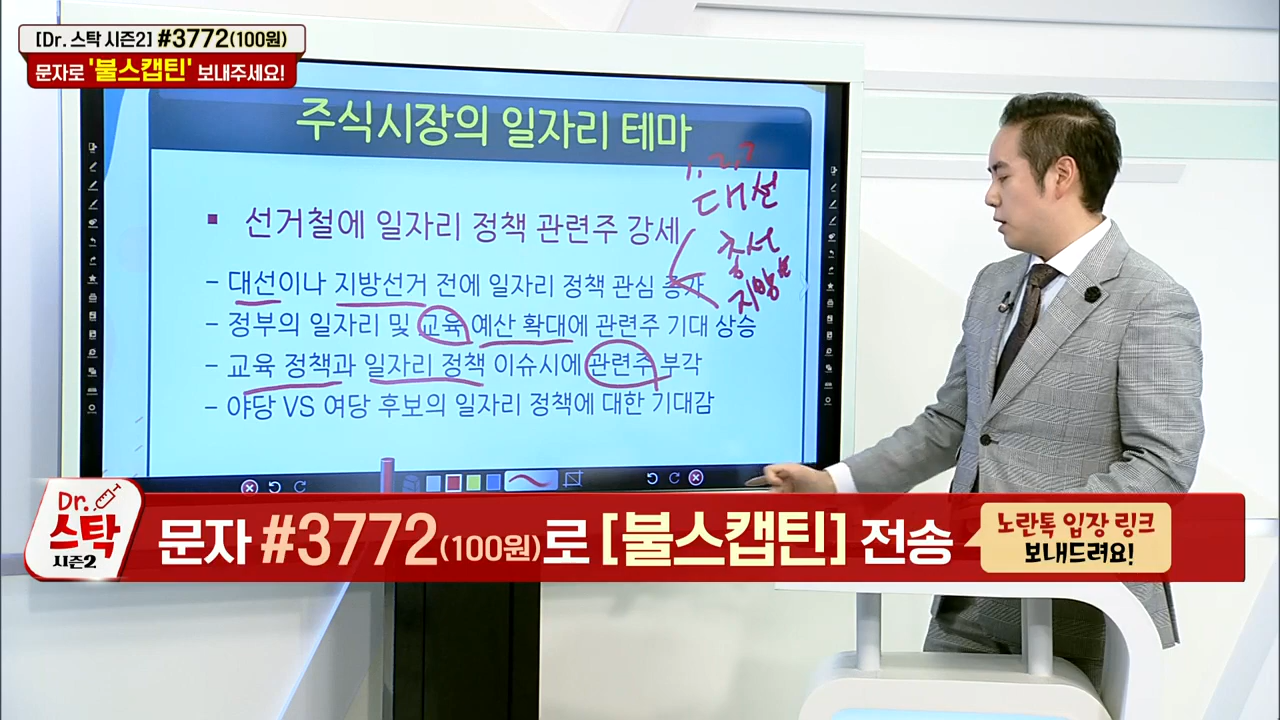 [Dr. 스탁 시즌2] #3772(100원)
문자로 '불스캡틴' 보내주세요!
주식시장의 일자리 테마
1, 2, 7
대선
▪ 선거철에 일자리 정책 관련주 강세
총선
지방
- 대선이나 지방선거 전에 일자리 정책 관심 증가
- 정부의 일자리 및 교육 예산 확대에 관련주 기대 상승
- 교육 정책과 일자리 정책 이슈시에 관련주 부각
- 야당 VS 여당 후보의 일자리 정책에 대한 기대감
Dr.
스탁
시즌2
문자 #3772(100원)로 [불스캡틴] 전송
노란톡 입장 링크
보내드려요!